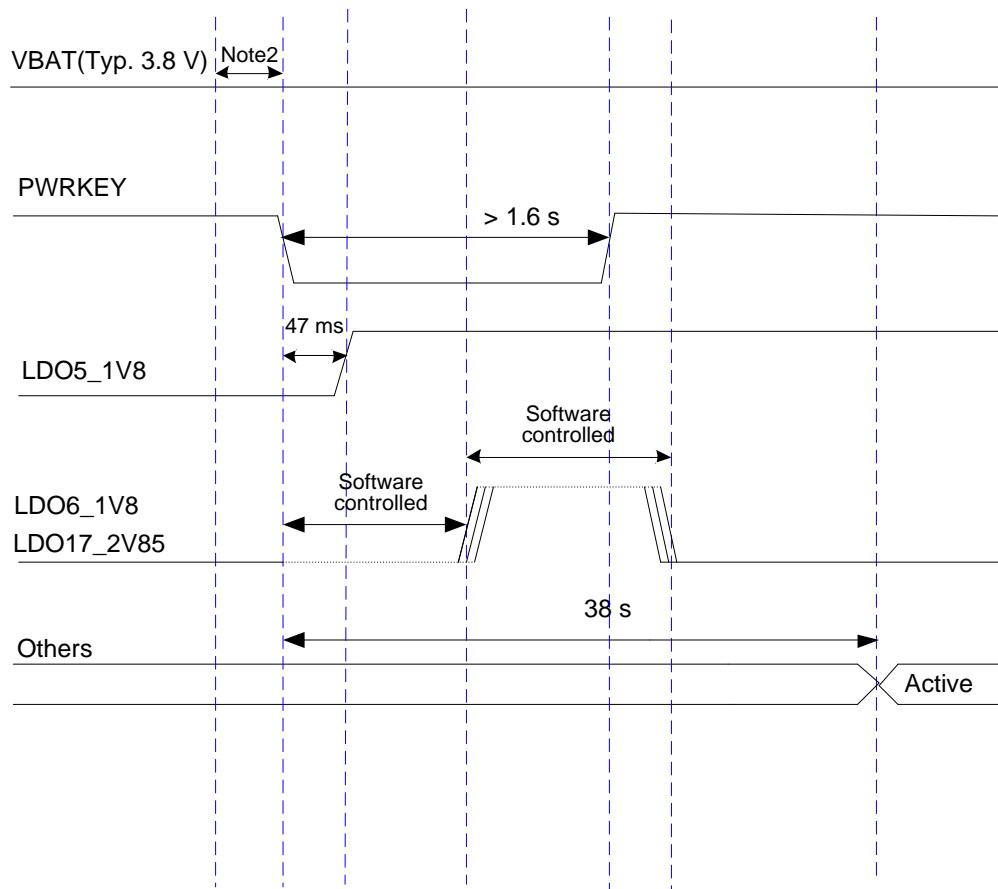 VBAT(Typ. 3.8 V)
Note2
PWRKEY
> 1.6 s
47 ms
LDO5_1V8
Software
controlled
Software
controlled
LDO6_1V8
LDO17_2V85
38 s
Others
Active